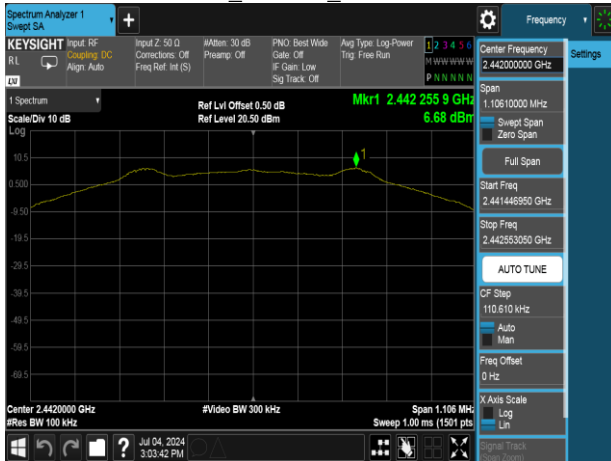 Spectrum Analyzer 1
Swept SA
+
Frequency
KEYSIGHT
RL
LXI
Input: RF
Coupling: DC
Align: Auto
Input Z: 50 Ω
Corrections: Off
Freq Ref: Int (S)
#Atten: 30 dB
Preamp: Off
PNO: Best Wide
Gate: Off
IF Gain: Low
Sig Track: Off
Avg Type: Log-Power
Trig: Free Run
1 2 3 4 5 6
M W W W W W
P N N N N N
1 Spectrum
Scale/Div 10 dB
Log
Ref Lvl Offset 0.50 dB
Ref Level 20.50 dBm
Mkr1 2.442 255 9 GHz
6.68 dBm
1
10.5
0.500
-9.50
-19.5
-29.5
-39.5
-49.5
-59.5
-69.5
Center 2.4420000 GHz
#Res BW 100 kHz
#Video BW 300 kHz
Span 1.106 MHz
Sweep 1.00 ms (1501 pts
Jul 04, 2024
3:03:42 PM
?
Center Frequency
2.442000000 GHz
Span
1.10610000 MHz
Swept Span
Zero Span
Full Span
Start Freq
2.441446950 GHz
Stop Freq
2.442553050 GHz
AUTO TUNE
CF Step
110.610 kHz
Auto
Man
Freq Offset
0 Hz
X Axis Scale
Log
Lin
Signal Track
(Span Zoom)
Settings